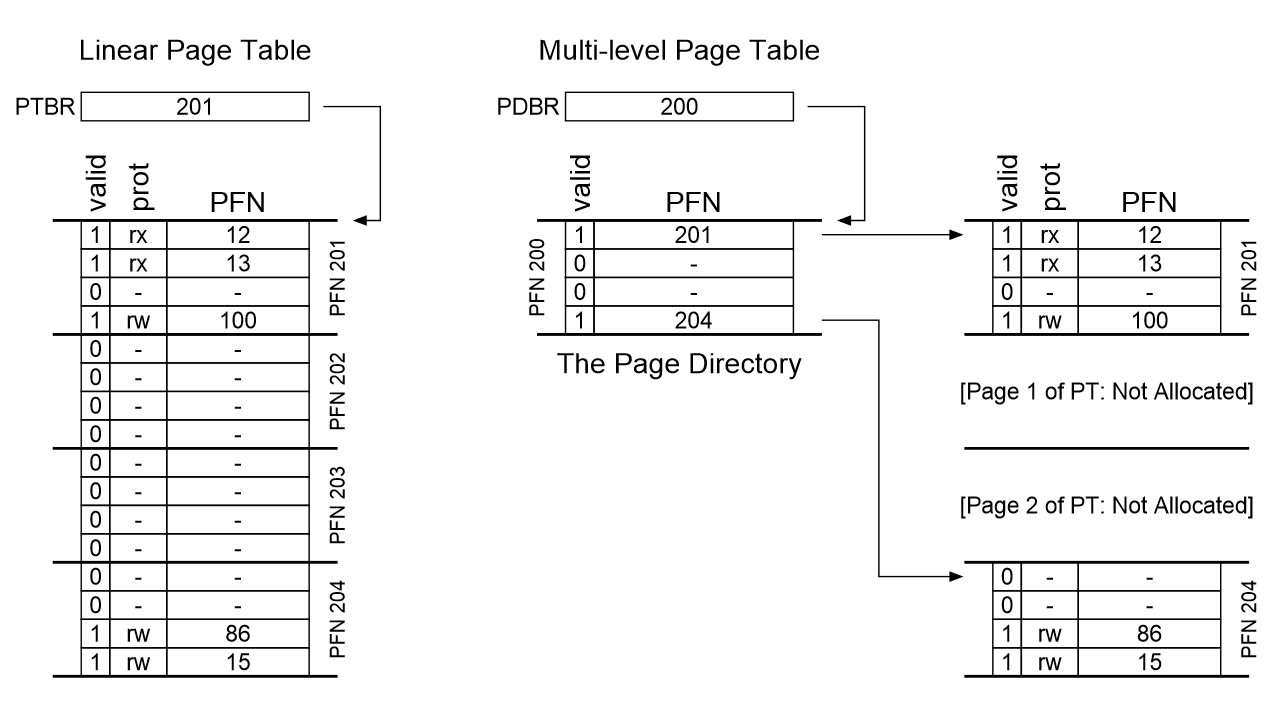 Linear Page Table
PTBR 201
valid prot PFN
1 rx 12
1 rx 13
0 - -
1 rw 100
PFN 201
0 - -
0 - -
0 - -
0 - -
PFN 202
0 - -
0 - -
0 - -
0 - -
PFN 203
0 - -
0 - -
1 rw 86
1 rw 15
PFN 204
Multi-level Page Table
PDBR 200
valid PFN
PFN 200
1 201
0 -
0 -
1 204
The Page Directory
valid prot PFN
1 rx 12
1 rx 13
0 - -
1 rw 100
PFN 201
[Page 1 of PT: Not Allocated]
[Page 2 of PT: Not Allocated]
0 - -
0 - -
1 rw 86
1 rw 15
PFN 204